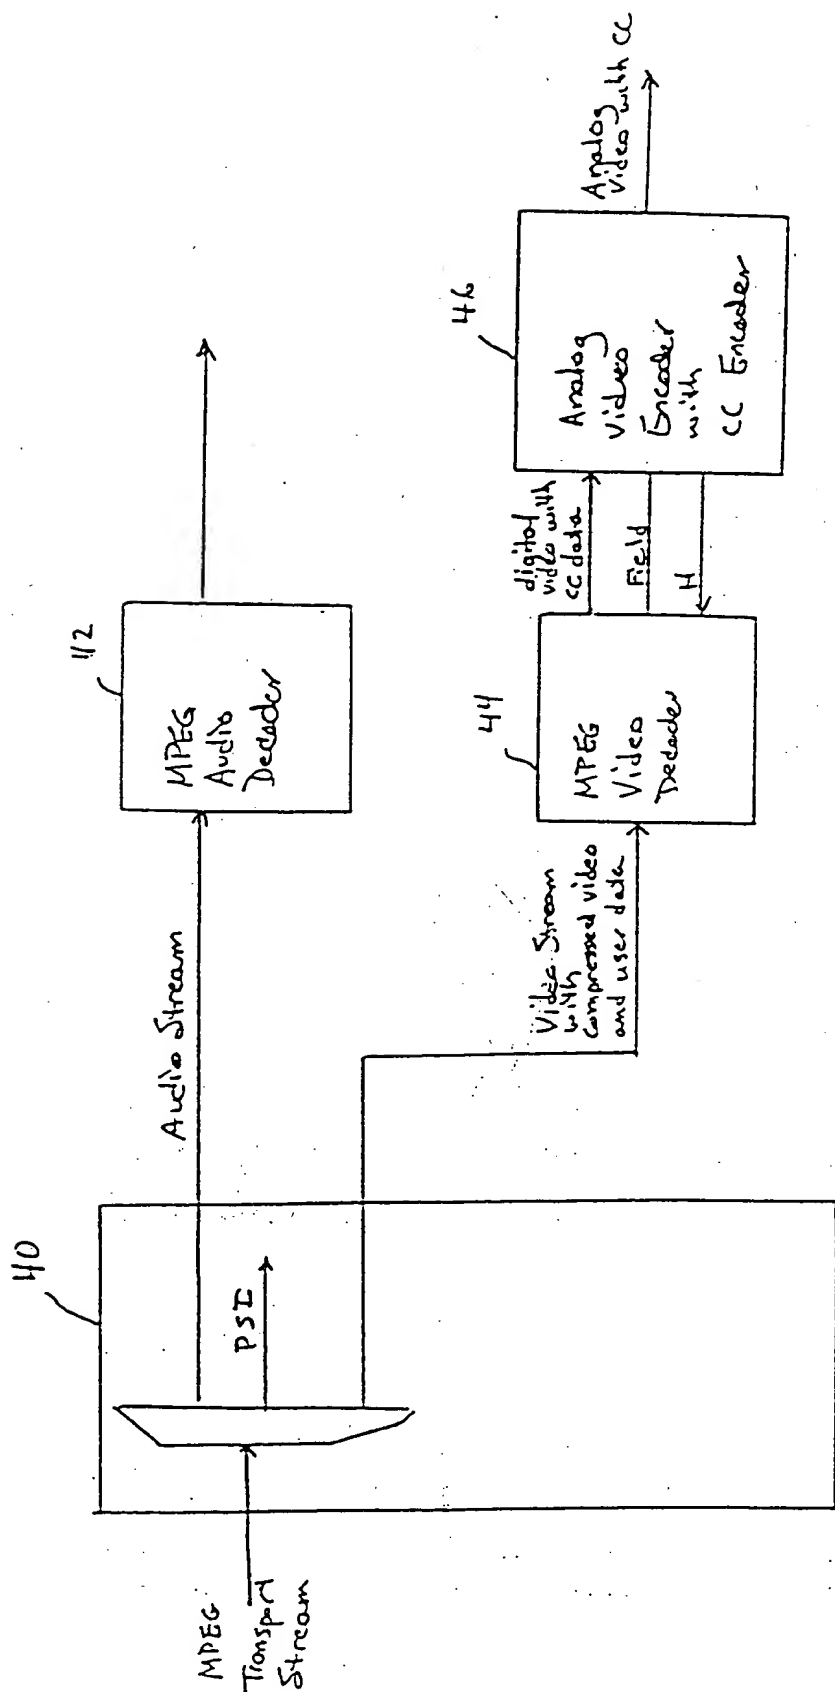 MPEG
Transport
Stream
40
PSI
Audio Stream
Video Stream
with
compressed video
and user data
42
MPEG
Audio
Decoder
44
MPEG
Video
Decoder
digital
video with
CC data
Field
H
46
Analog
Video
Encoder
with
CC Encoder
Analog
Video with CC